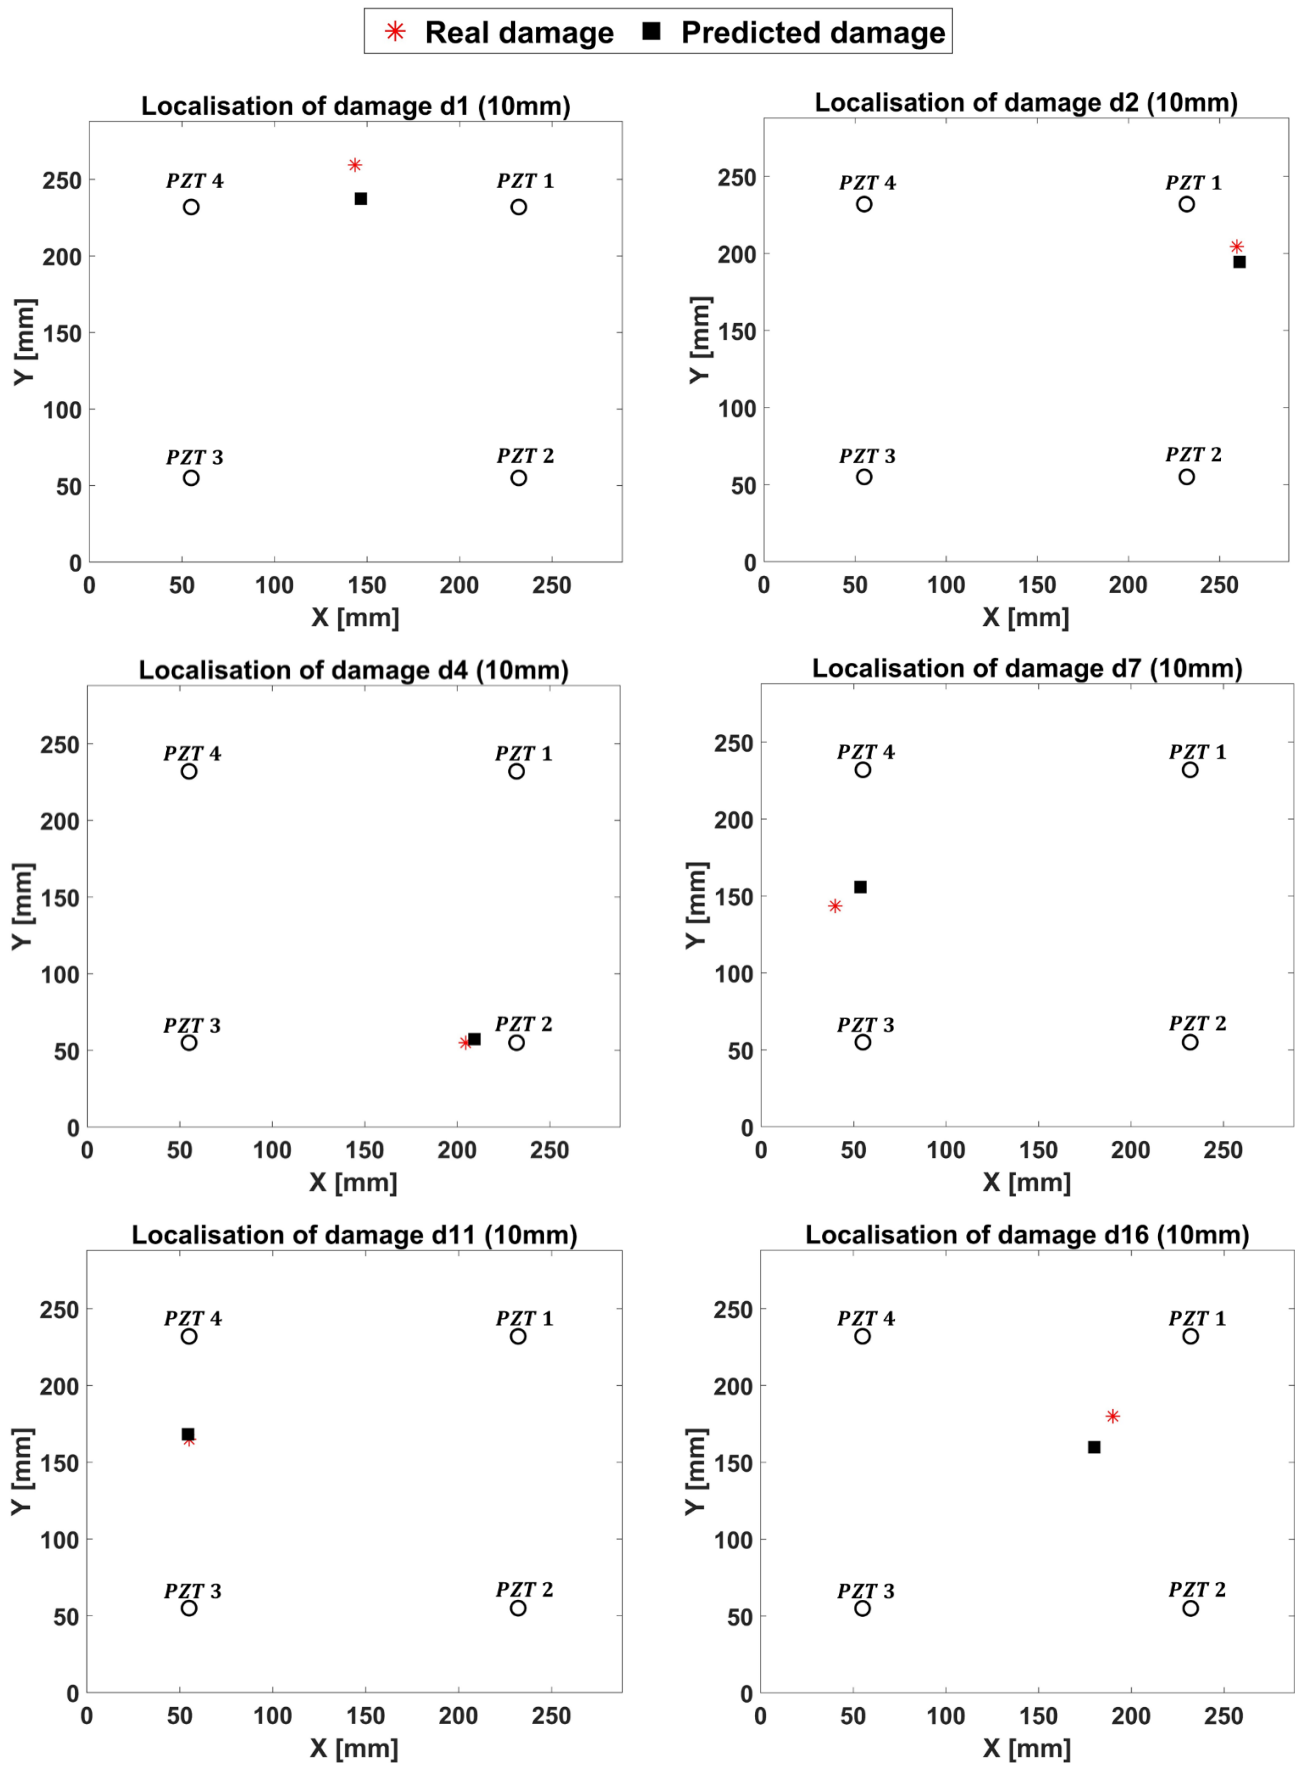 Real damage Predicted damage
Localisation of damage d1 (10mm)
250
200
150
100
50
0
Y [mm]
PZT 4 PZT 1
PZT 3 PZT 2
0 50 100 150 200 250
X [mm]
Localisation of damage d2 (10mm)
250
200
150
100
50
0
Y [mm]
PZT 4 PZT 1
PZT 3 PZT 2
0 50 100 150 200 250
X [mm]
Localisation of damage d4 (10mm)
250
200
150
100
50
0
Y [mm]
PZT 4 PZT 1
PZT 3 PZT 2
0 50 100 150 200 250
X [mm]
Localisation of damage d7 (10mm)
250
200
150
100
50
0
Y [mm]
PZT 4 PZT 1
PZT 3 PZT 2
0 50 100 150 200 250
X [mm]
Localisation of damage d11 (10mm)
250
200
150
100
50
0
Y [mm]
PZT 4 PZT 1
PZT 3 PZT 2
0 50 100 150 200 250
X [mm]
Localisation of damage d16 (10mm)
250
200
150
100
50
0
Y [mm]
PZT 4 PZT 1
PZT 3 PZT 2
0 50 100 150 200 250
X [mm]